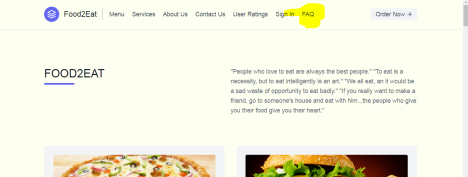 Food2Eat Menu Services About Us Contact Us User Ratings Sign In FAQ Order Now →
FOOD2EAT
"People who love to eat are always the best people." "To eat is a
necessity, but to eat intelligently is an art." "We all eat, an it would be
a sad waste of opportunity to eat badly." "If you really want to make a
friend, go to someone's house and eat with him...the people who give
you their food give you their heart."